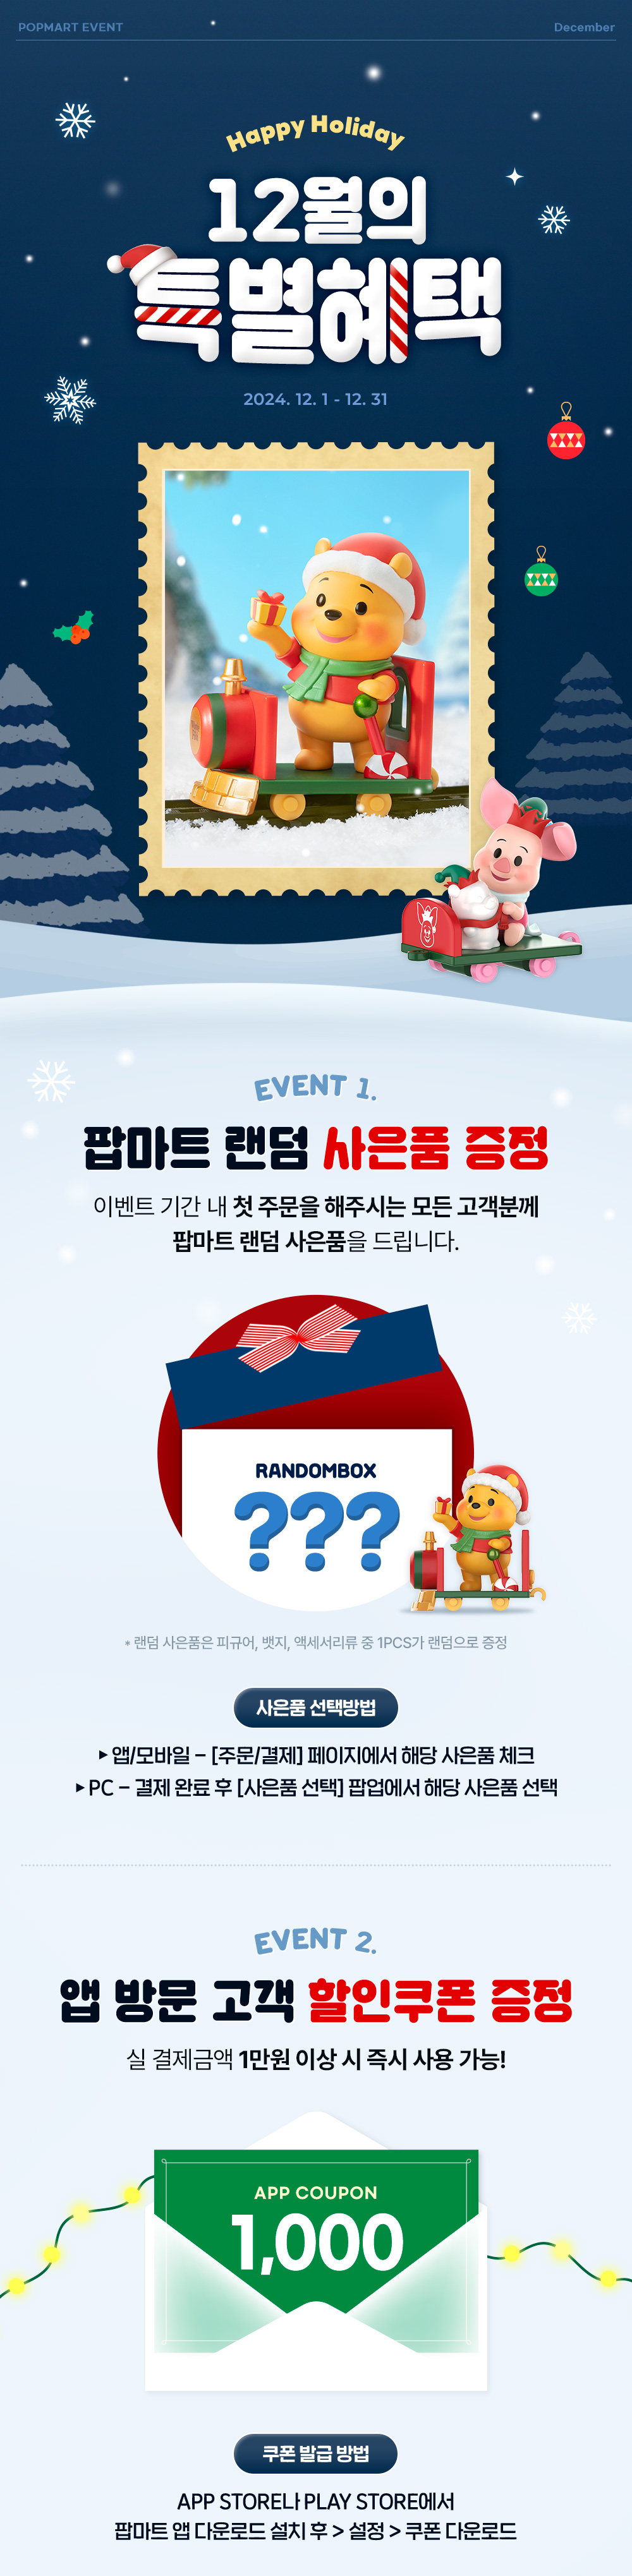 POPMART EVENT
December
Happy Holiday
12월의
특별혜택
2024. 12. 1 - 12. 31
EVENT 1.
팝마트 랜덤 사은품 증정
이벤트 기간 내 첫 주문을 해주시는 모든 고객분께
팝마트 랜덤 사은품을 드립니다.
RANDOMBOX
???
* 랜덤 사은품은 피규어, 뱃지, 액세서리류 중 1PCS가 랜덤으로 증정
사은품 선택방법
▶ 앱/모바일 – [주문/결제] 페이지에서 해당 사은품 체크
▶ PC – 결제 완료 후 [사은품 선택] 팝업에서 해당 사은품 선택
EVENT 2.
앱 방문 고객 할인쿠폰 증정
실 결제금액 1만원 이상 시 즉시 사용 가능!
APP COUPON
1,000
쿠폰 발급 방법
APP STORE나 PLAY STORE에서
팝마트 앱 다운로드 설치 후 > 설정 > 쿠폰 다운로드